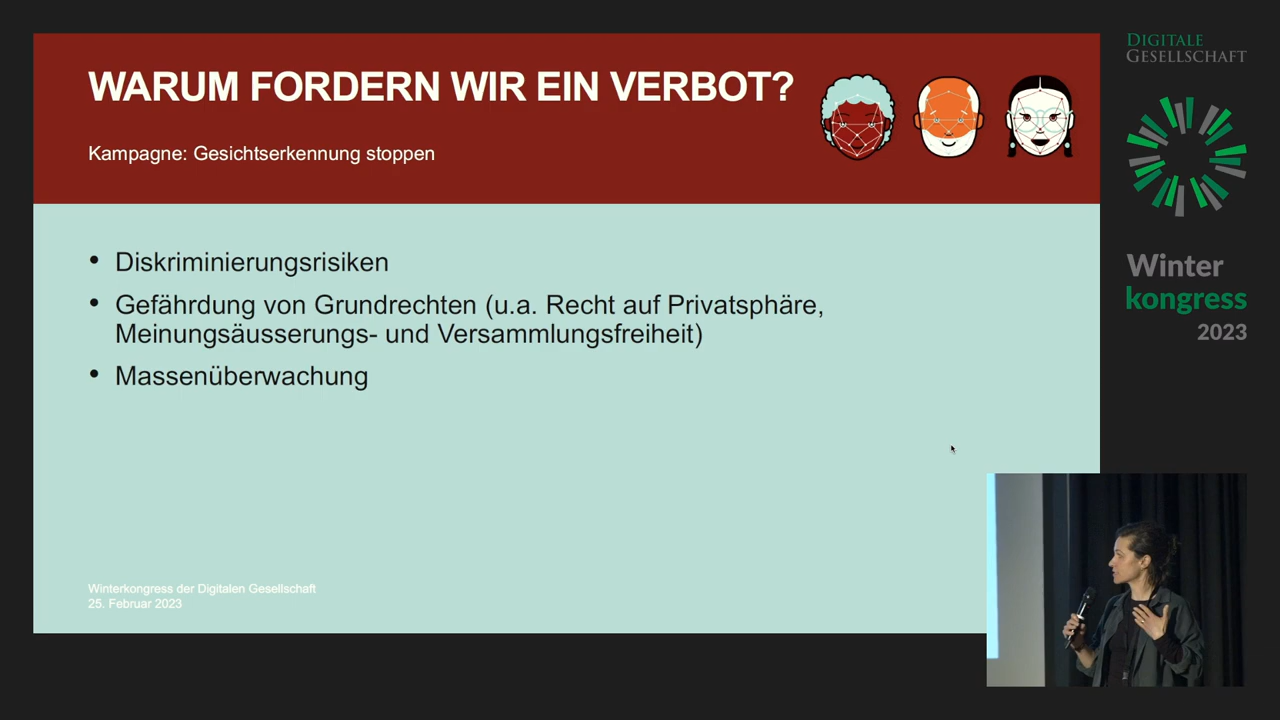 WARUM FORDERN WIR EIN VERBOT?
Kampagne: Gesichtserkennung stoppen
• Diskriminierungsrisiken
• Gefährdung von Grundrechten (u.a. Recht auf Privatsphäre,
Meinungsäusserungs- und Versammlungsfreiheit)
• Massenüberwachung
Winterkongress der Digitalen Gesellschaft
25. Februar 2023
DIGITALE
GESELLSCHAFT
Winter
kongress
2023